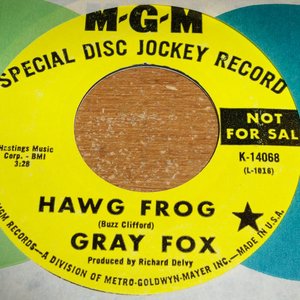 M-G-M
SPECIAL DISC JOCKEY RECORD
NOT
FOR SAL
Hastings Music
Corp. - BMI
3:28
K-14068
(L-1016)
HAWG FROG
(Buzz Clifford)
GRAY FOX
Produced by Richard Delvy
MGM RECORDS—A DIVISION OF METRO-GOLDWYN-MAYER INC.
MADE IN U.S.A.